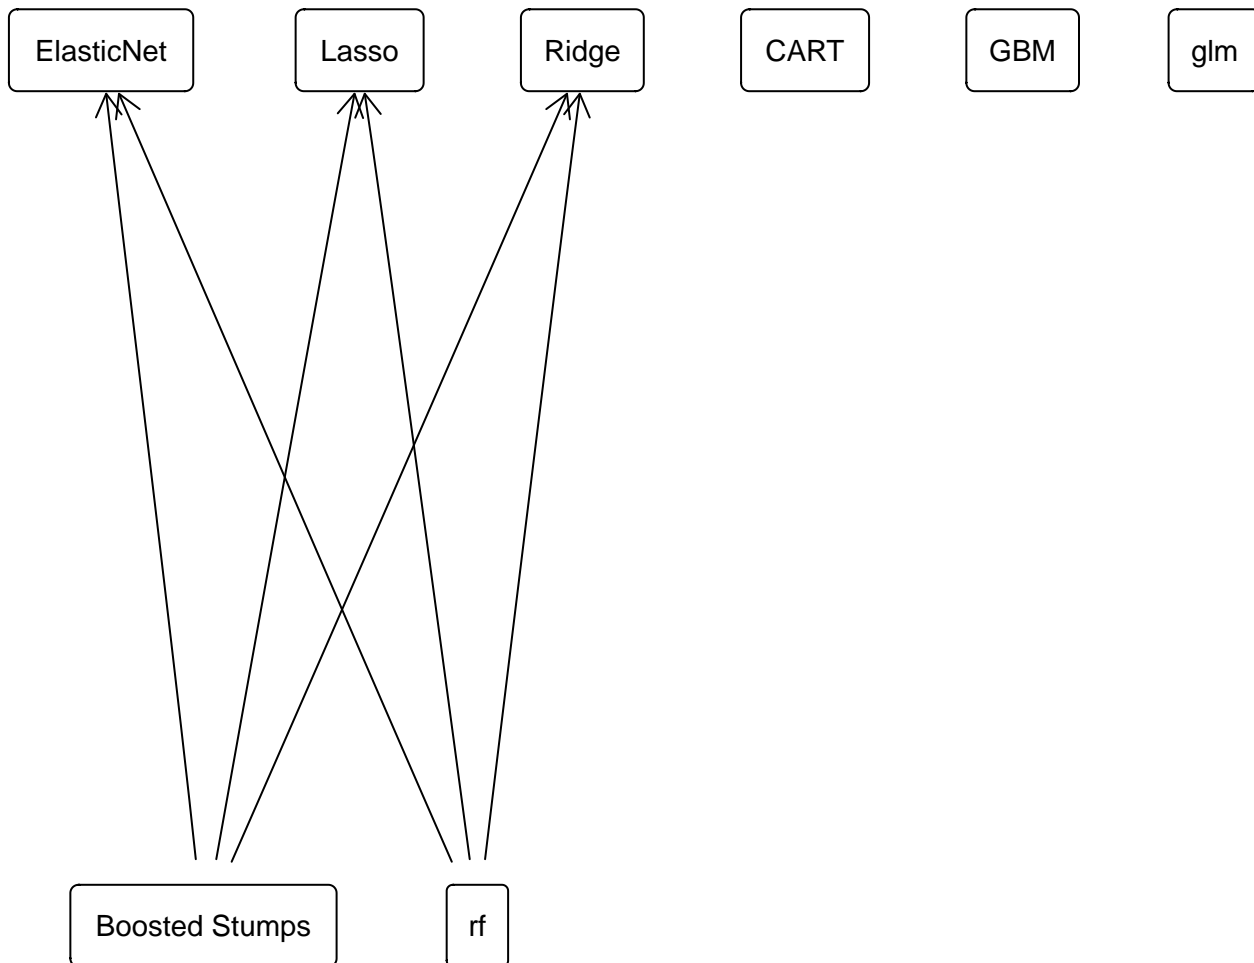 ElasticNet
Lasso
Ridge
CART
GBM
glm
Boosted Stumps
rf